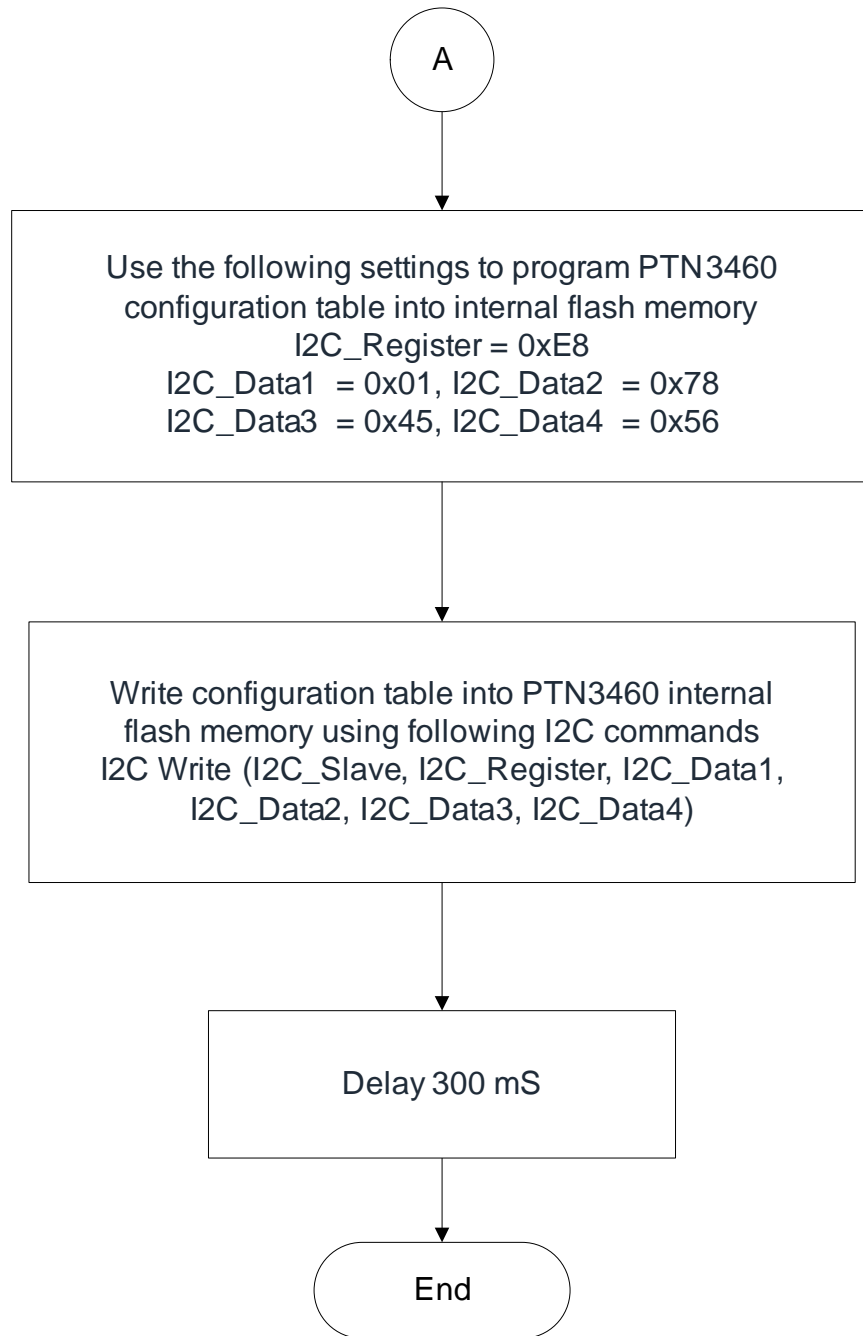 A
Use the following settings to program PTN3460
configuration table into internal flash memory
I2C_Register = 0xE8
I2C_Data1 = 0x01, I2C_Data2 = 0x78
I2C_Data3 = 0x45, I2C_Data4 = 0x56
Write configuration table into PTN3460 internal
flash memory using following I2C commands
I2C Write (I2C_Slave, I2C_Register, I2C_Data1,
I2C_Data2, I2C_Data3, I2C_Data4)
Delay 300 mS
End